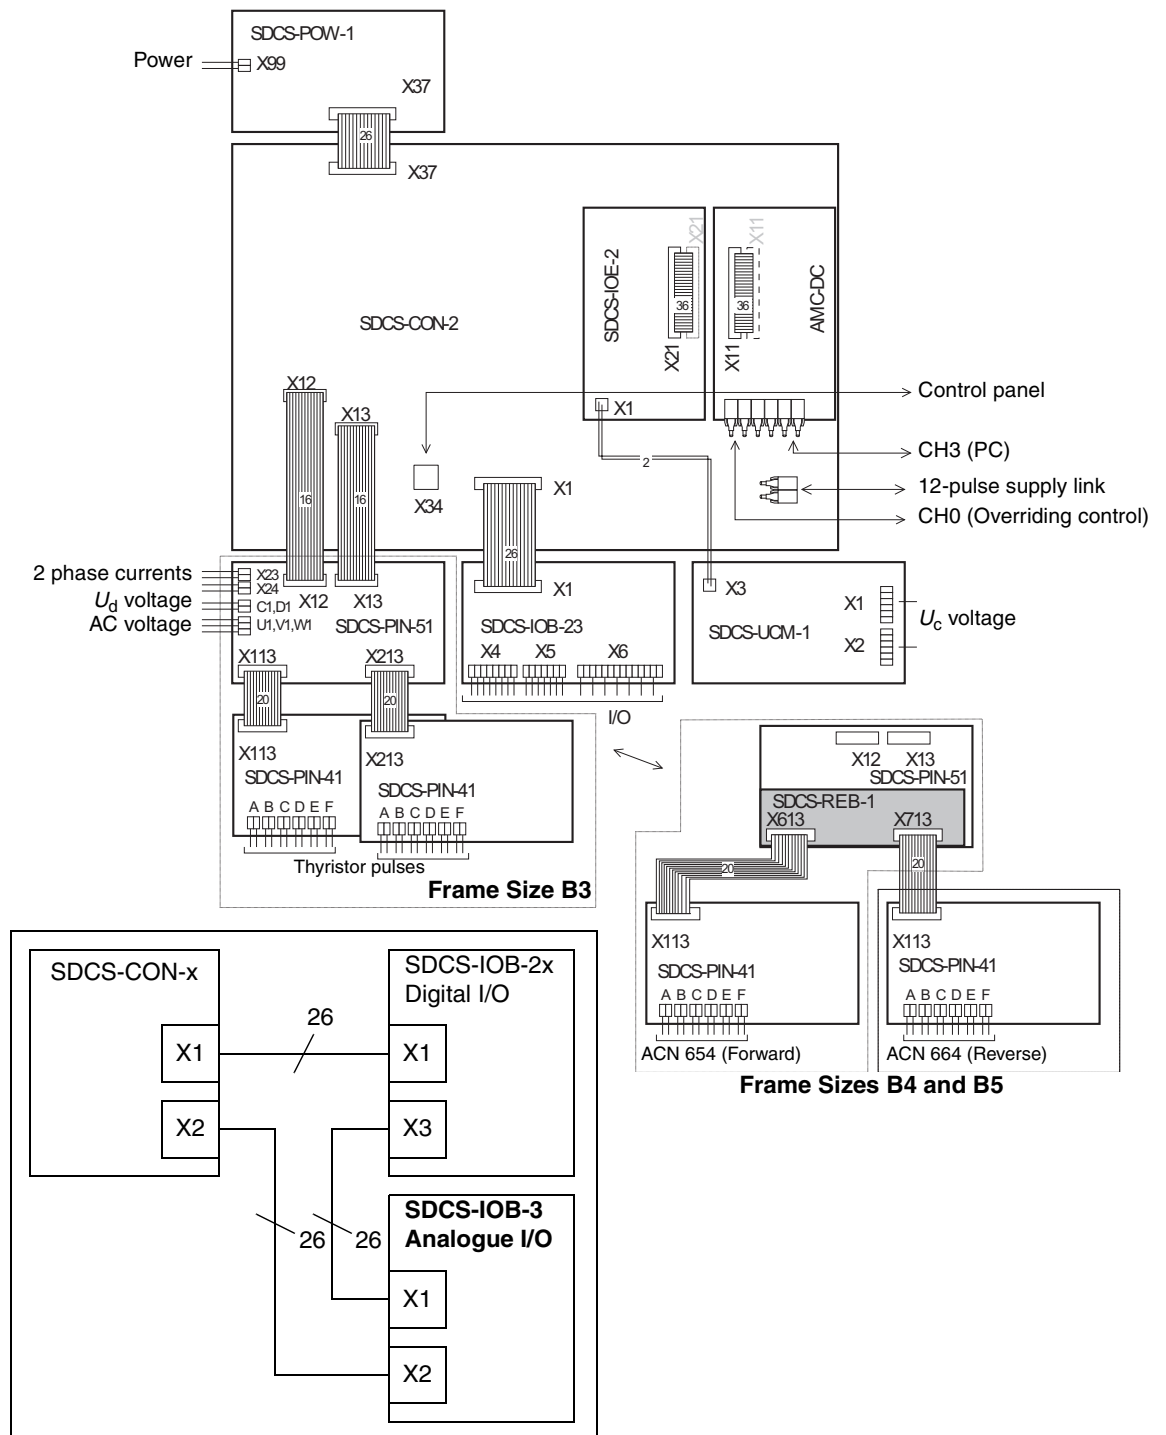 SDCS-POW-1
Power
X99
X37
26
X37
SDCS-CON-2
SDCS-IOE-2
X21
36
X21
X1
X11
36
X11
AMC-DC
Control panel
CH3 (PC)
12-pulse supply link
CH0 (Overriding control)
X12
X13
16
16
X34
X1
26
2
2 phase currents
Ud voltage
AC voltage
X23
X24
C1,D1
U1,V1,W1
X12
X13
SDCS-PIN-51
X113
X213
X1
SDCS-IOB-23
X4
X5
X6
I/O
X3
SDCS-UCM-1
X1
X2
Uc voltage
20
20
X113
SDCS-PIN-41
A B C D E F
X213
SDCS-PIN-41
A B C D E F
Thyristor pulses
Frame Size B3
X12
X13
SDCS-PIN-51
SDCS-REB-1
X613
X713
20
20
X113
SDCS-PIN-41
A B C D E F
ACN 654 (Forward)
X113
SDCS-PIN-41
A B C D E F
ACN 664 (Reverse)
Frame Sizes B4 and B5
SDCS-CON-x
SDCS-IOB-2x
Digital I/O
X1
26
X1
X2
X3
26
26
SDCS-IOB-3
Analogue I/O
X1
X2